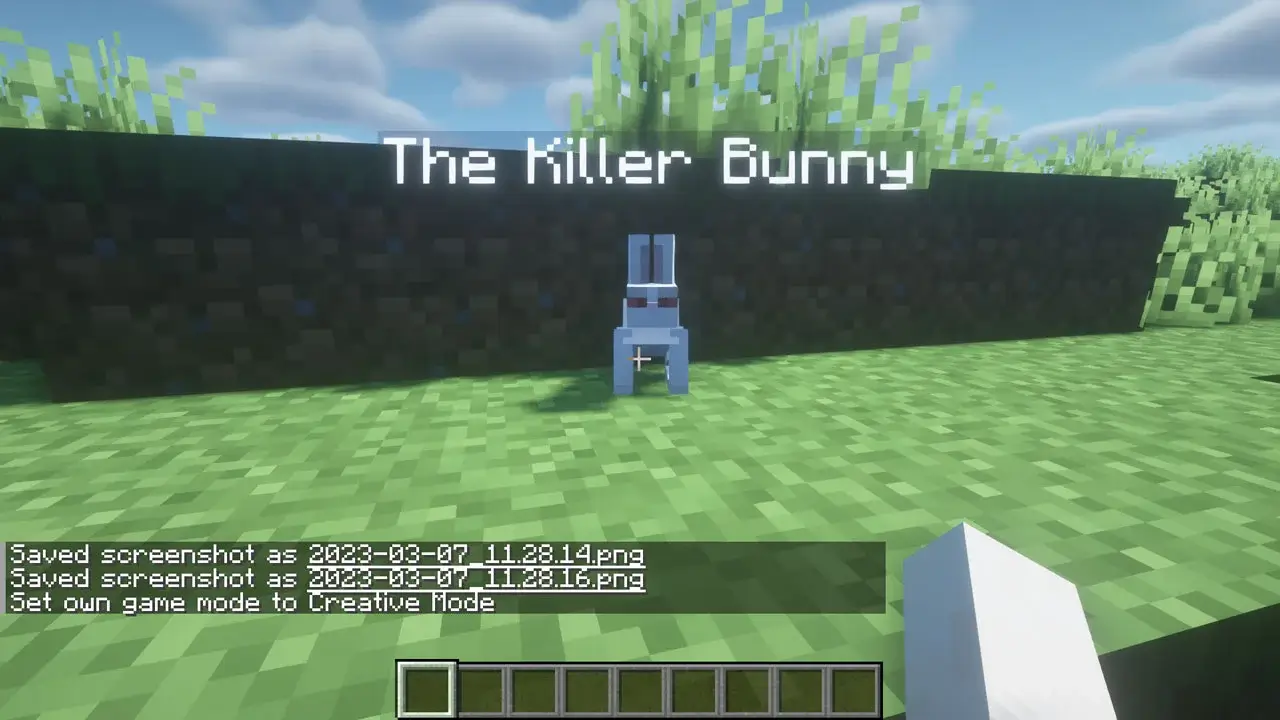 The Killer Bunny
Saved screenshot as 2023-03-07_11.28.14.png
Saved screenshot as 2023-03-07_11.28.16.png
Set own game mode to Creative Mode